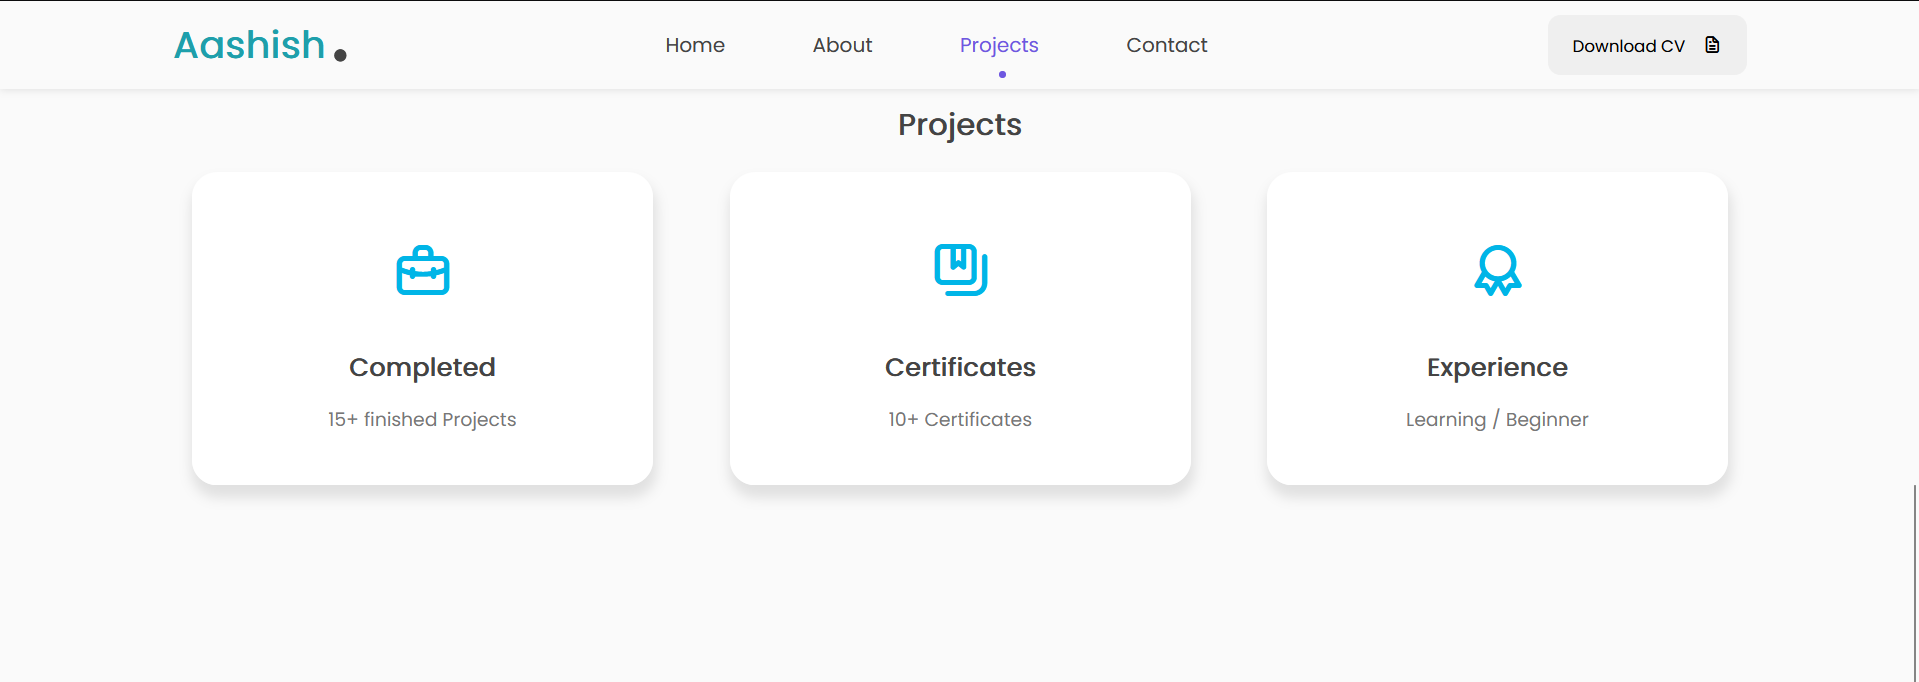 Aashish
Home About Projects Contact
Download CV
Projects
Completed
15+ finished Projects
Certificates
10+ Certificates
Experience
Learning / Beginner